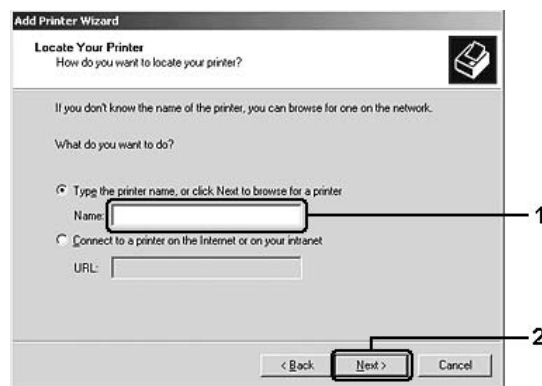 Add Printer Wizard
Locate Your Printer
How do you want to locate your printer?
If you don't know the name of the printer, you can browse for one on the network.
What do you want to do?
Type the printer name, or click Next to browse for a printer
Name:
1
Connect to a printer on the Internet or on your intranet
URL:
2
< Back Next > Cancel